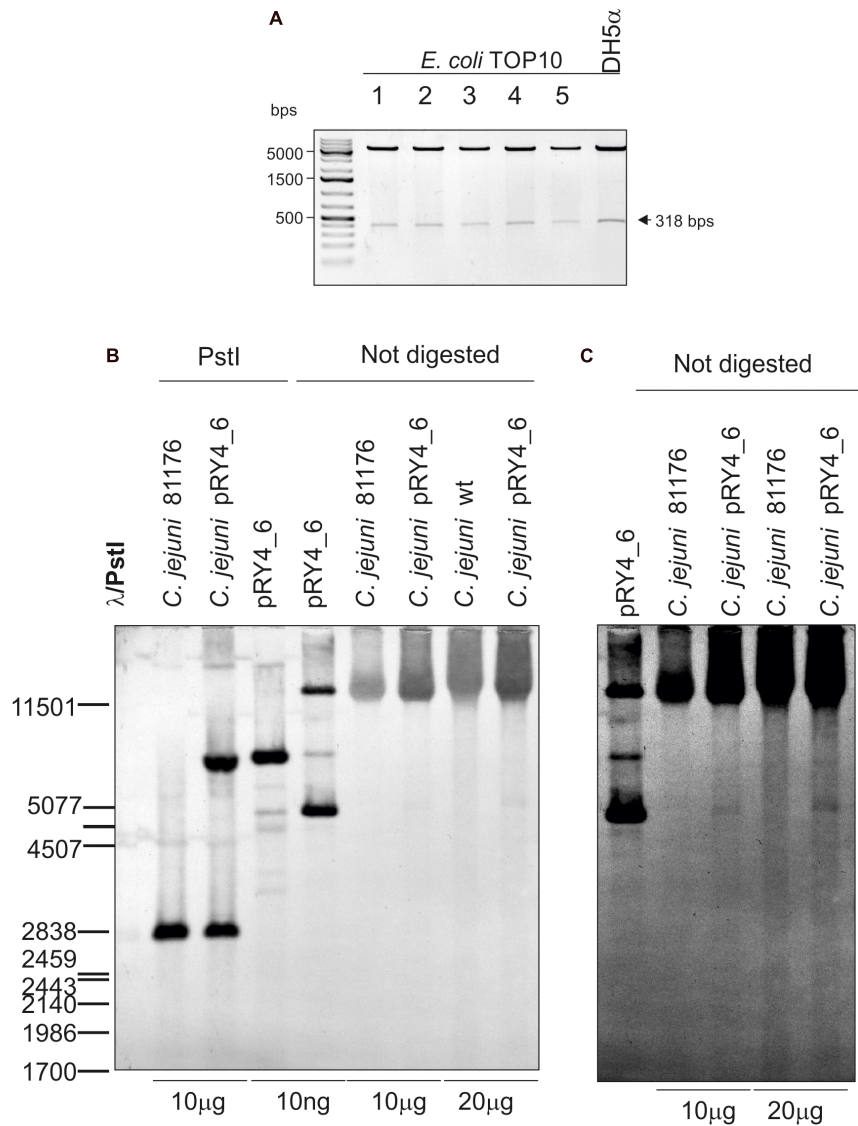 A
E. coli TOP10
DH5α
1 2 3 4 5
bps
5000
1500
500
318 bps
B
PstI
Not digested
λ/PstI
C. jejuni 81176
C. jejuni pRY4_6
pRY4_6
pRY4_6
C. jejuni 81176
C. jejuni pRY4_6
C. jejuni wt
C. jejuni pRY4_6
11501
5077
4507
2838
2459
2443
2140
1986
1700
10μg 10ng 10μg 20μg
C
Not digested
pRY4_6
C. jejuni 81176
C. jejuni pRY4_6
C. jejuni 81176
C. jejuni pRY4_6
10μg 20μg